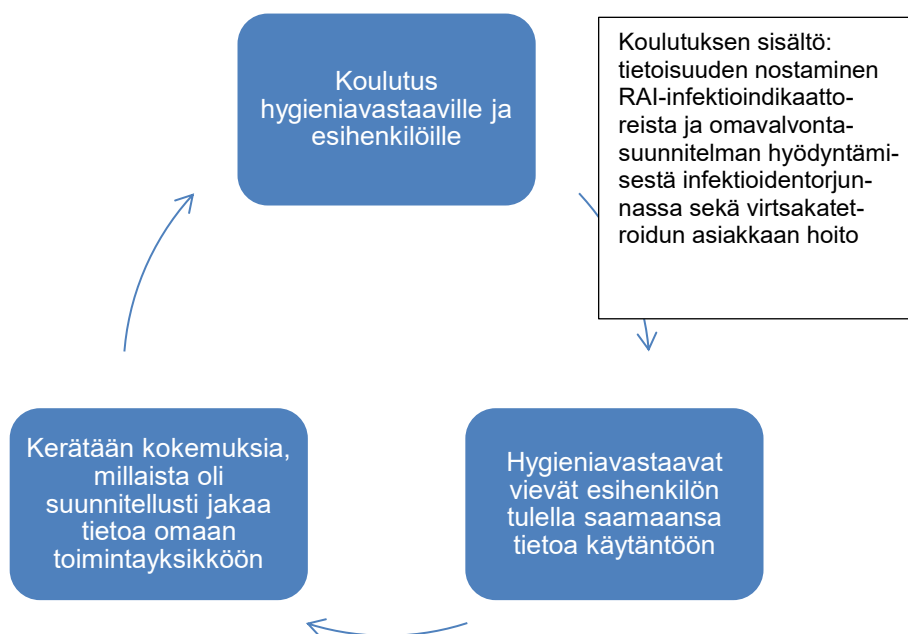 Koulutus
hygieniavastaaville ja
esihenkilöille
Koulutuksen sisältö:
tietoisuuden nostaminen
RAI-infektioindikaatto-
reista ja omavalvonta-
suunnitelman hyödyntämi-
sestä infektioidentorjun-
nassa sekä virtsakatet-
roidun asiakkaan hoito
Hygieniavastaavat
vievät esihenkilön
tulella saamaansa
tietoa käytäntöön
Kerätään kokemuksia,
millaista oli
suunnitellusti jakaa
tietoa omaan
toimintayksikköön